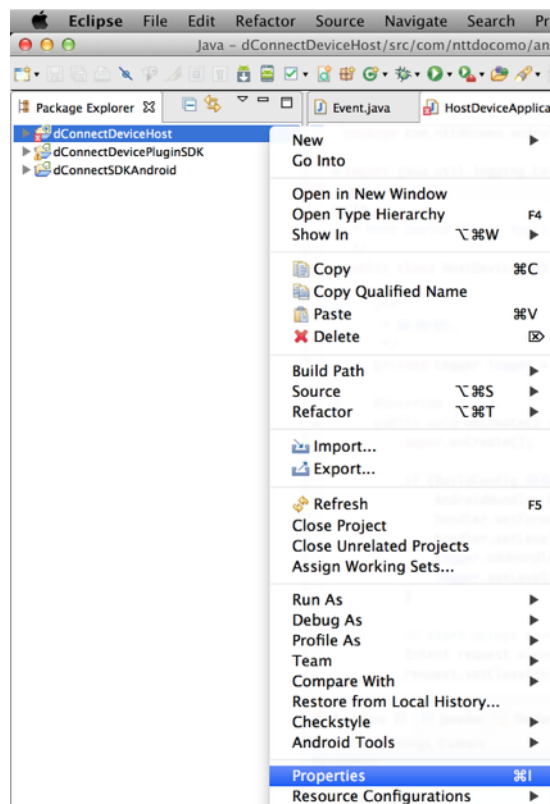 Eclipse File Edit Refactor Source Navigate Search Pr
Java – dConnectDeviceHost/src/com/nttdocomo/an
Package Explorer
Event.java
HostDeviceApplica
dConnectDeviceHost
dConnectDevicePluginSDK
dConnectSDKAndroid
New
Go Into
Open in New Window
Open Type Hierarchy F4
Show In ⌥⌘W
Copy ⌘C
Copy Qualified Name
Paste ⌘V
Delete ⌦
Build Path
Source ⌥⌘S
Refactor ⌥⌘T
Import...
Export...
Refresh F5
Close Project
Close Unrelated Projects
Assign Working Sets...
Run As
Debug As
Profile As
Team
Compare With
Restore from Local History...
Checkstyle
Android Tools
Properties ⌘I
Resource Configurations